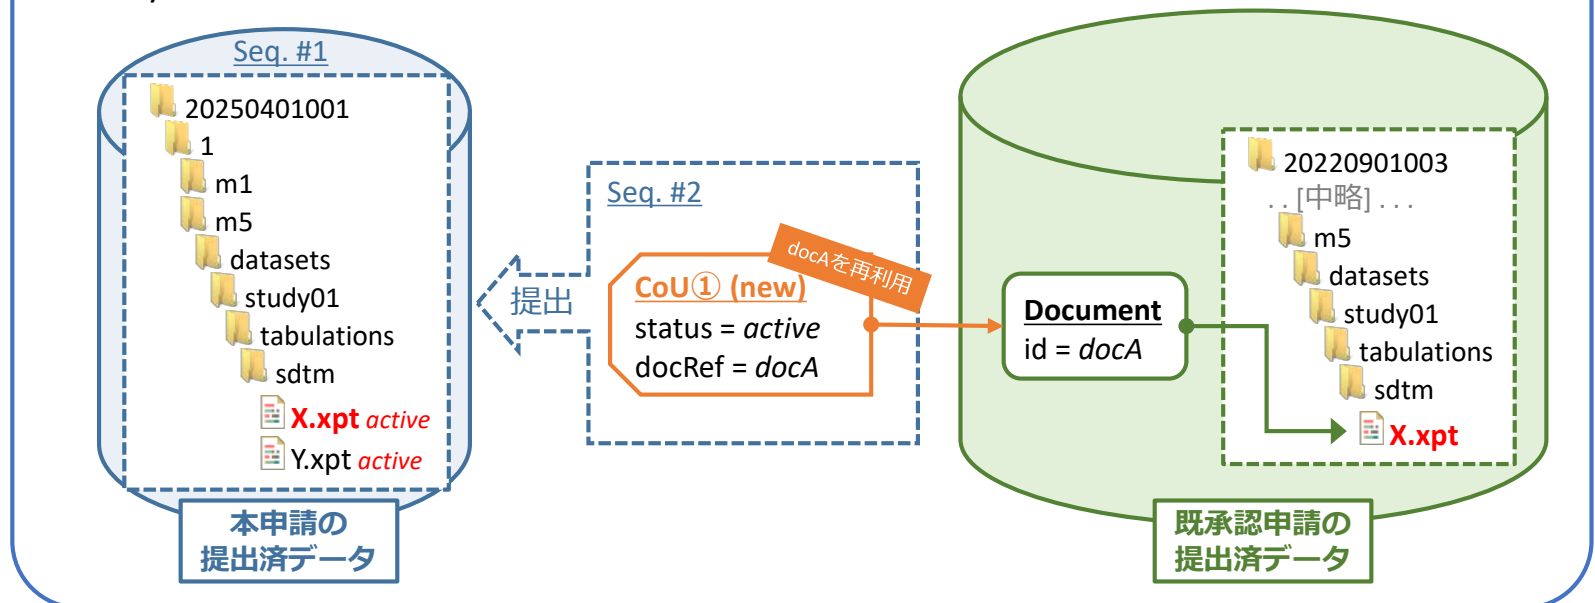 Seq. #1
20250401001
1
m1
m5
datasets
study01
tabulations
sdtm
X.xpt active
Y.xpt active
本申請の
提出済データ
提出
Seq. #2
docAを再利用
CoU① (new)
status = active
docRef = docA
Document
id = docA
20220901003
. . [中略] . . .
m5
datasets
study01
tabulations
sdtm
X.xpt
既承認申請の
提出済データ